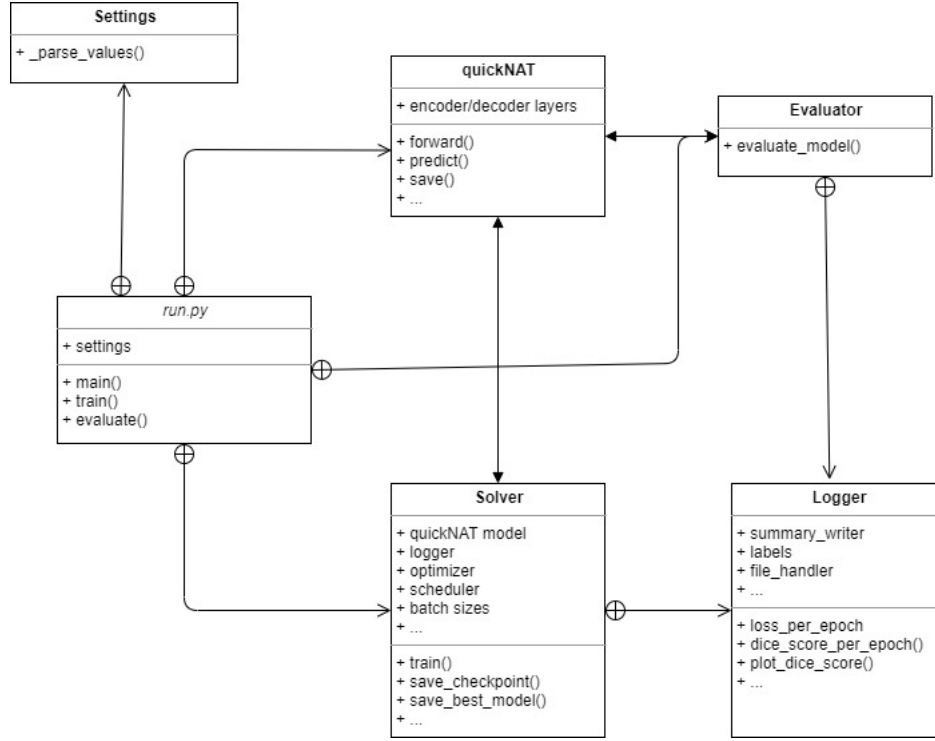 Settings
+ _parse_values()
quickNAT
+ encoder/decoder layers
+ forward()
+ predict()
+ save()
+ ...
Evaluator
+ evaluate_model()
run.py
+ settings
+ main()
+ train()
+ evaluate()
Solver
+ quickNAT model
+ logger
+ optimizer
+ scheduler
+ batch sizes
+ ...
+ train()
+ save_checkpoint()
+ save_best_model()
+ ...
Logger
+ summary_writer
+ labels
+ file_handler
+ ...
+ loss_per_epoch
+ dice_score_per_epoch()
+ plot_dice_score()
+ ...